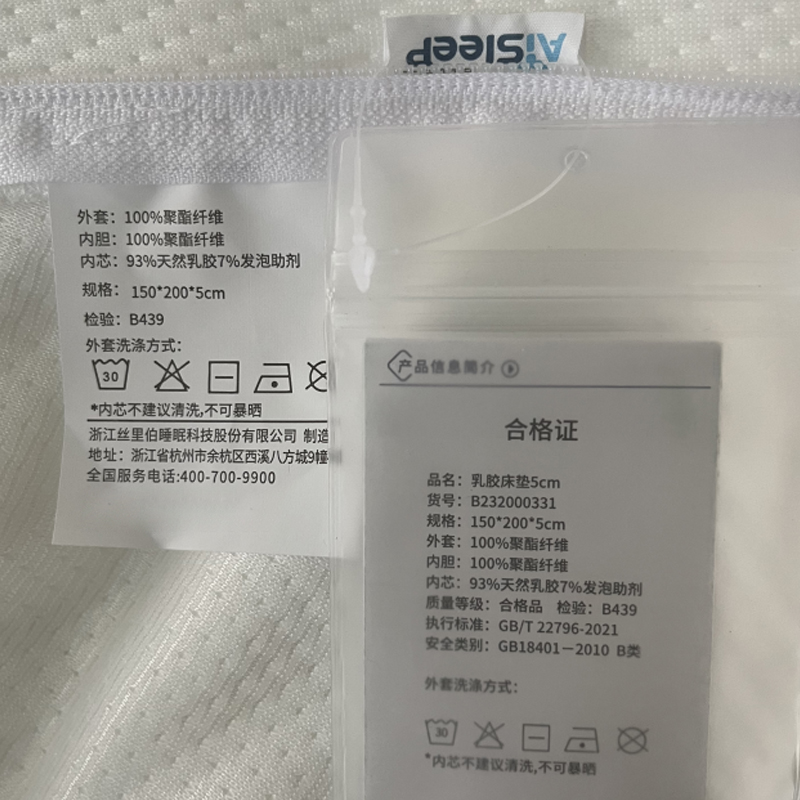 AiSleeP
外套：100%聚酯纤维
内胆：100%聚酯纤维
内芯：93%天然乳胶7%发泡助剂
规格：150*200*5cm
检验：B439
外套洗涤方式：
30
*内芯不建议清洗,不可暴晒
浙江丝里伯睡眠科技股份有限公司 制造
地址：浙江省杭州市余杭区西溪八方城9幢
全国服务电话:400-700-9900
产品信息简介
合格证
品名：乳胶床垫5cm
货号：B232000331
规格：150*200*5cm
外套：100%聚酯纤维
内胆：100%聚酯纤维
内芯：93%天然乳胶7%发泡助剂
质量等级：合格品 检验：B439
执行标准：GB/T 22796-2021
安全类别：GB18401－2010 B类
外套洗涤方式：
30
*内芯不建议清洗,不可暴晒